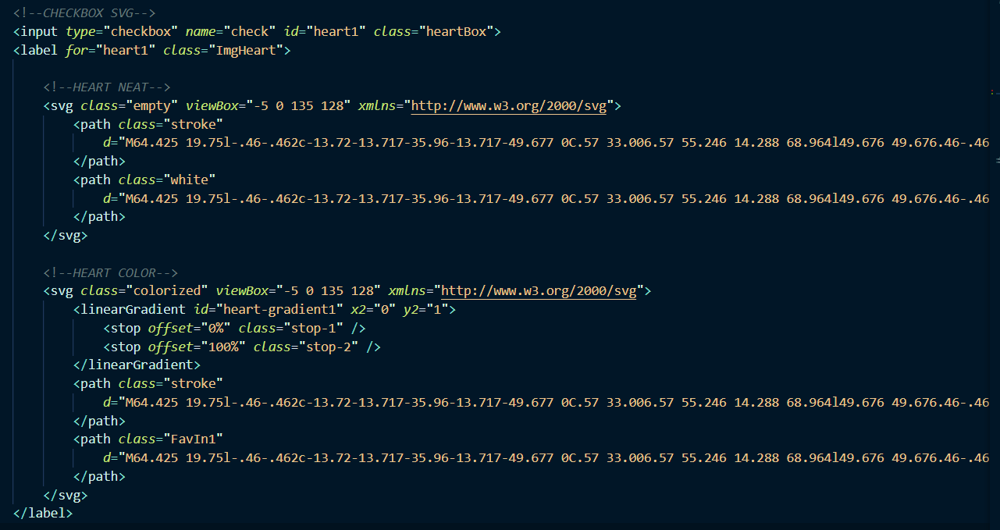 <!--CHECKBOX SVG-->
<input type="checkbox" name="check" id="heart1" class="heartBox">
<label for="heart1" class="ImgHeart">
<!--HEART NEAT-->
<svg class="empty" viewBox="-5 0 135 128" xmlns="http://www.w3.org/2000/svg">
<path class="stroke"
d="M64.425 19.75l-.46-.462c-13.72-13.717-35.96-13.717-49.677 0C.57 33.006.57 55.246 14.288 68.964l49.676 49.676.46-.46
</path>
<path class="white"
d="M64.425 19.75l-.46-.462c-13.72-13.717-35.96-13.717-49.677 0C.57 33.006.57 55.246 14.288 68.964l49.676 49.676.46-.46
</path>
</svg>
<!--HEART COLOR-->
<svg class="colorized" viewBox="-5 0 135 128" xmlns="http://www.w3.org/2000/svg">
<linearGradient id="heart-gradient1" x2="0" y2="1">
<stop offset="0%" class="stop-1" />
<stop offset="100%" class="stop-2" />
</linearGradient>
<path class="stroke"
d="M64.425 19.75l-.46-.462c-13.72-13.717-35.96-13.717-49.677 0C.57 33.006.57 55.246 14.288 68.964l49.676 49.676.46-.46
</path>
<path class="FavIn1"
d="M64.425 19.75l-.46-.462c-13.72-13.717-35.96-13.717-49.677 0C.57 33.006.57 55.246 14.288 68.964l49.676 49.676.46-.46
</path>
</svg>
</label>